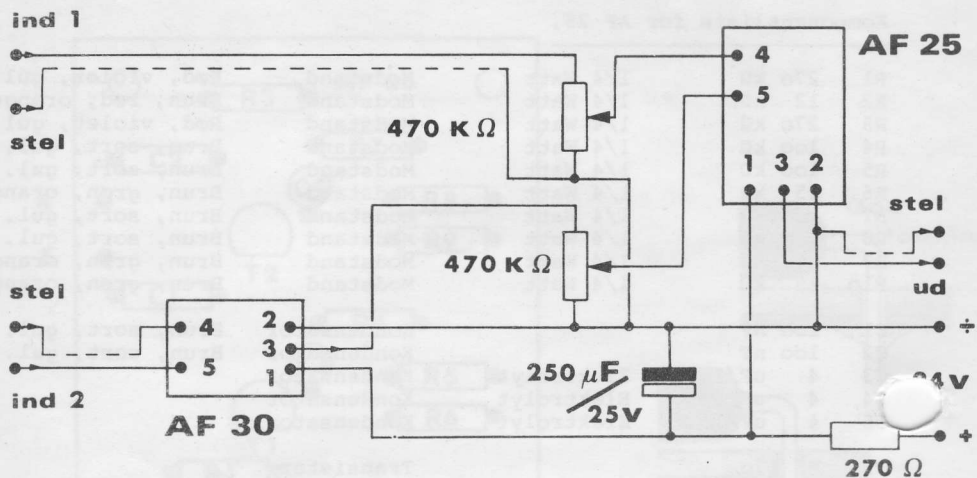 ind 1
AF 25
4
5
stel
470 K Ω
1 3 2
stel
470 K Ω
ud
stel
4
2
÷
3
5
1
250 µF
24v
25v
ind 2
AF 30
+
270 Ω